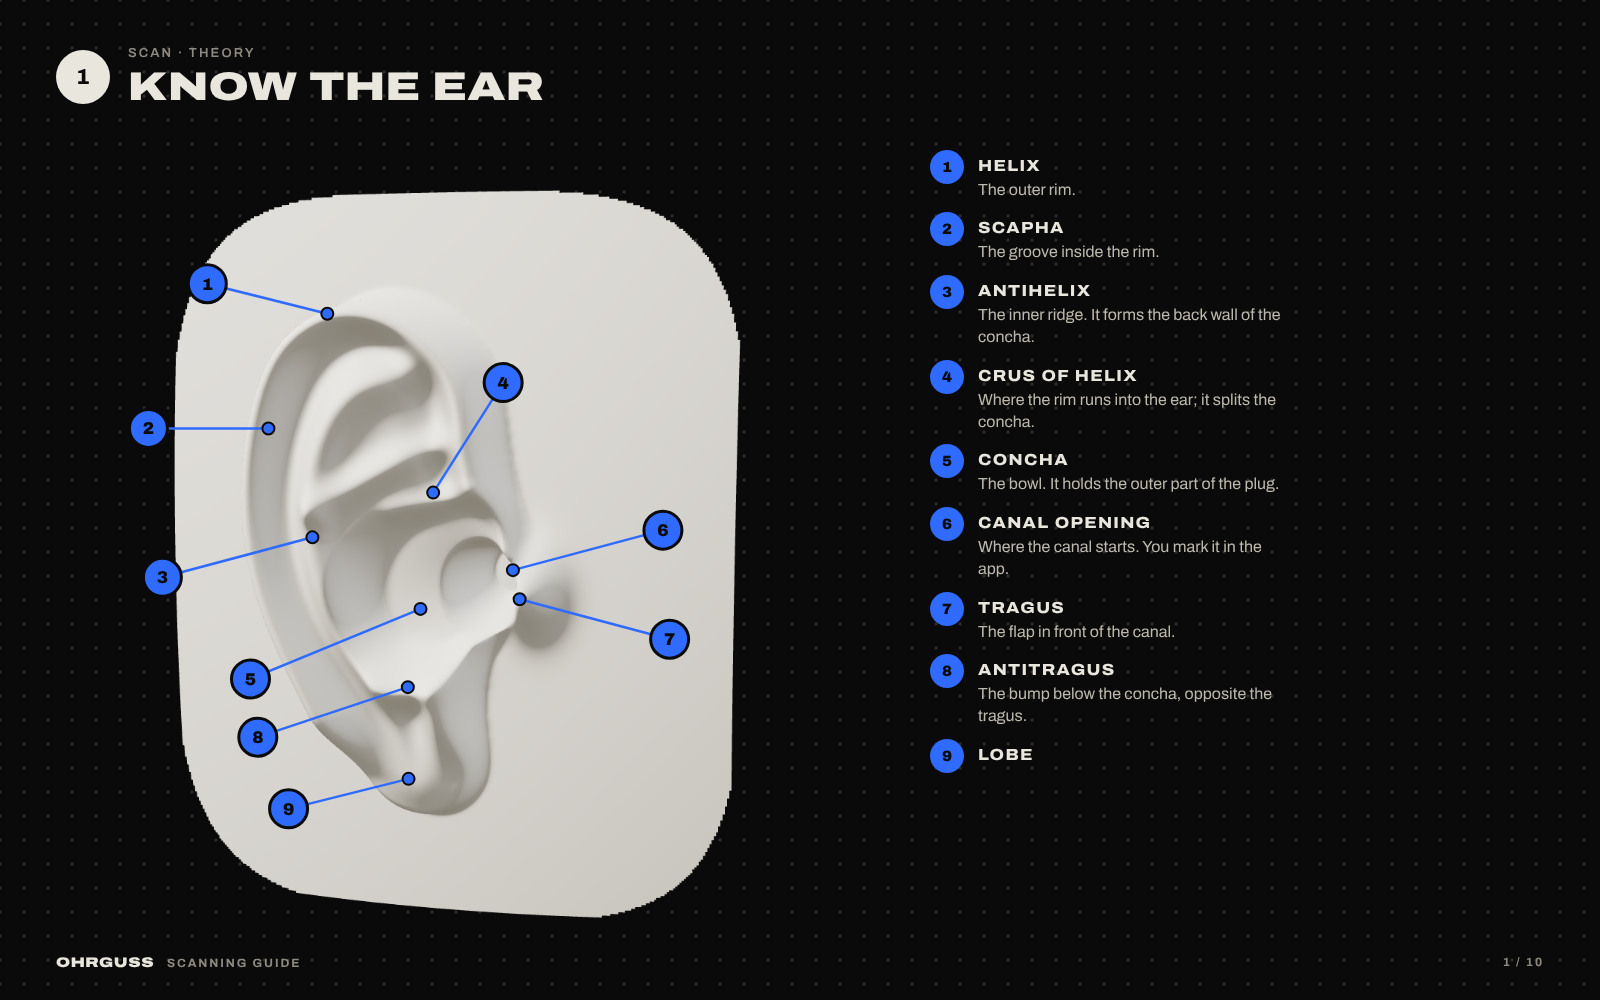 1
SCAN · THEORY
KNOW THE EAR
1
2
3
4
5
6
7
8
9
1
HELIX
The outer rim.
2
SCAPHA
The groove inside the rim.
3
ANTIHELIX
The inner ridge. It forms the back wall of the
concha.
4
CRUS OF HELIX
Where the rim runs into the ear; it splits the
concha.
5
CONCHA
The bowl. It holds the outer part of the plug.
6
CANAL OPENING
Where the canal starts. You mark it in the
app.
7
TRAGUS
The flap in front of the canal.
8
ANTITRAGUS
The bump below the concha, opposite the
tragus.
9
LOBE
OHRGUSS SCANNING GUIDE
1 / 10